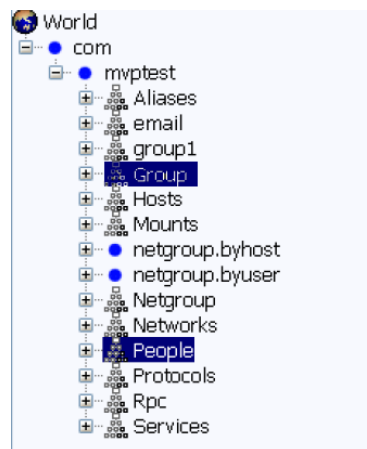 World
com
mvptest
Aliases
email
group1
Group
Hosts
Mounts
netgroup.byhost
netgroup.byuser
Netgroup
Networks
People
Protocols
Rpc
Services